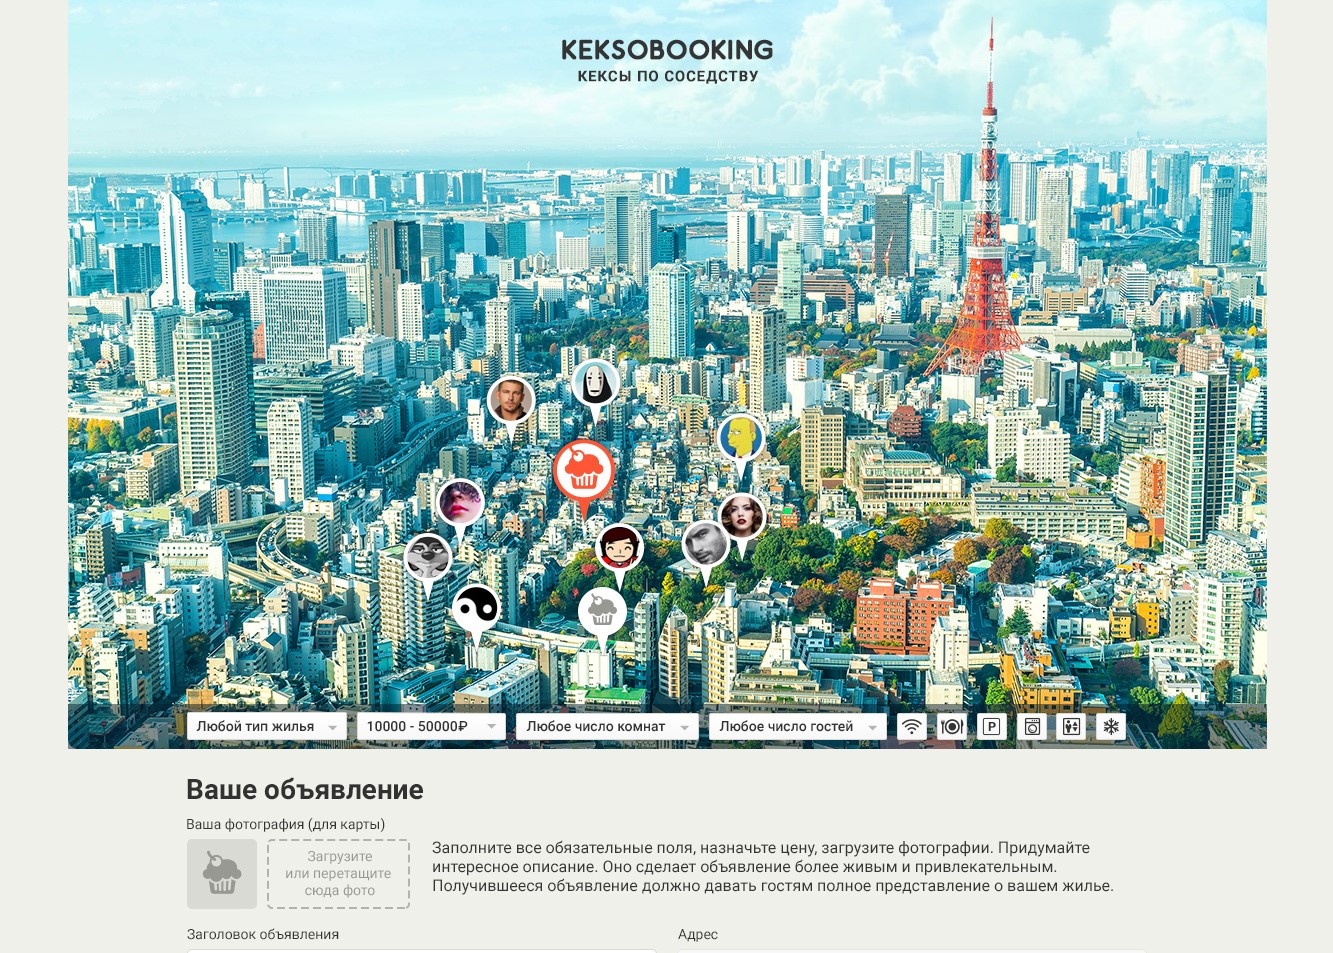 KEKSOBOOKING
КЕКСЫ ПО СОСЕДСТВУ
Любой тип жилья
10000 - 50000₽
Любое число комнат
Любое число гостей
P
Ваше объявление
Ваша фотография (для карты)
Загрузите
или перетащите
сюда фото
Заполните все обязательные поля, назначьте цену, загрузите фотографии. Придумайте
интересное описание. Оно сделает объявление более живым и привлекательным.
Получившееся объявление должно давать гостям полное представление о вашем жилье.
Заголовок объявления
Адрес